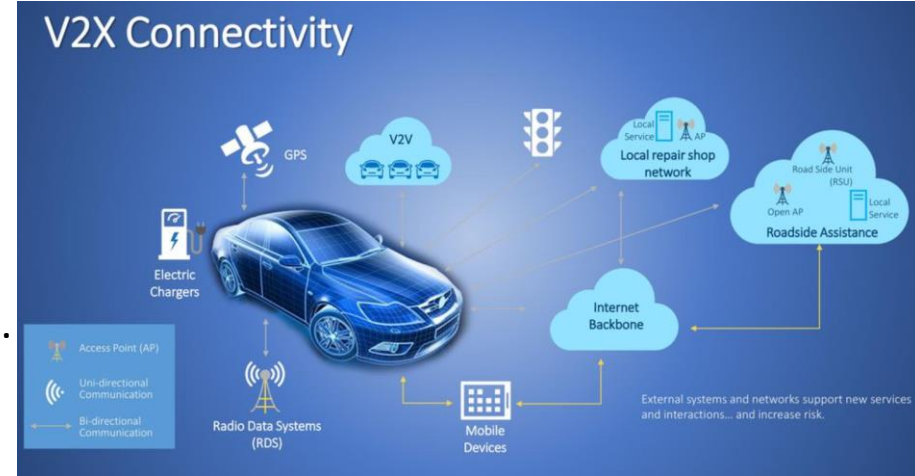 V2X Connectivity
GPS
V2V
Local
Service
AP
Local repair shop
network
Road Side Unit
(RSU)
Open AP
Local
Service
Roadside Assistance
Electric
Chargers
Internet
Backbone
Access Point (AP)
Uni-directional
Communication
Bi-directional
Communication
Radio Data Systems
(RDS)
Mobile
Devices
External systems and networks support new services
and interactions... and increase risk.